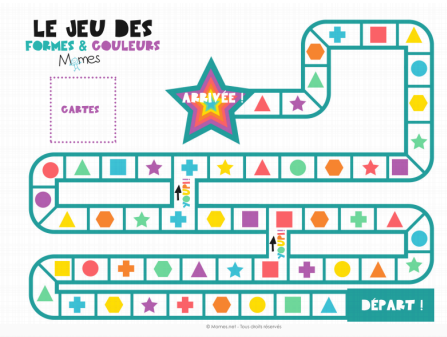 LE JEU DES
FORMES & COULEURS
Momes
CARTES
ARRIVÉE !
YOUPI!
YOUPI!
DÉPART !
© Momes.net - Tous droits réservés